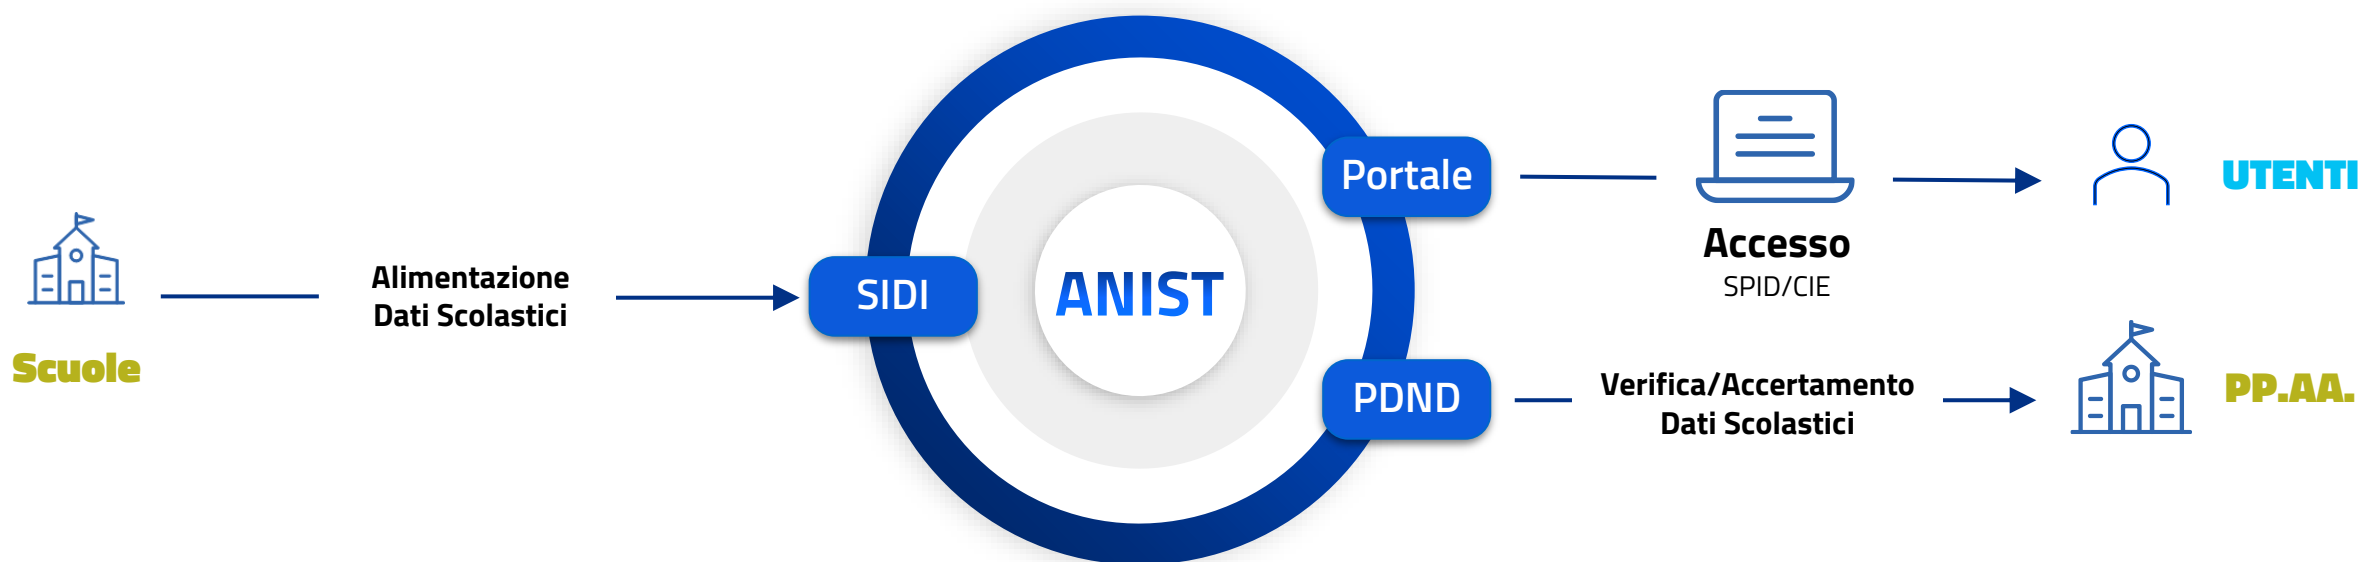 Scuole
Alimentazione
Dati Scolastici
SIDI
ANIST
Portale
Accesso
SPID/CIE
UTENTI
PDND
Verifica/Accertamento
Dati Scolastici
PP.AA.